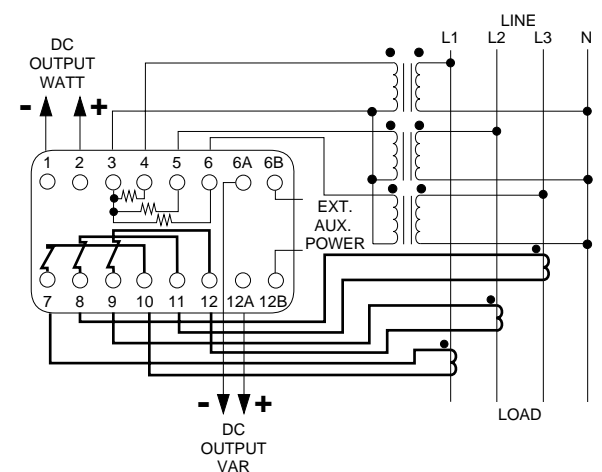 LINE
L1 L2 L3 N
DC
OUTPUT
WATT
- +
1 2 3 4 5 6 6A 6B
EXT.
AUX.
POWER
7 8 9 10 11 12 12A 12B
- +
DC
OUTPUT
VAR
LOAD